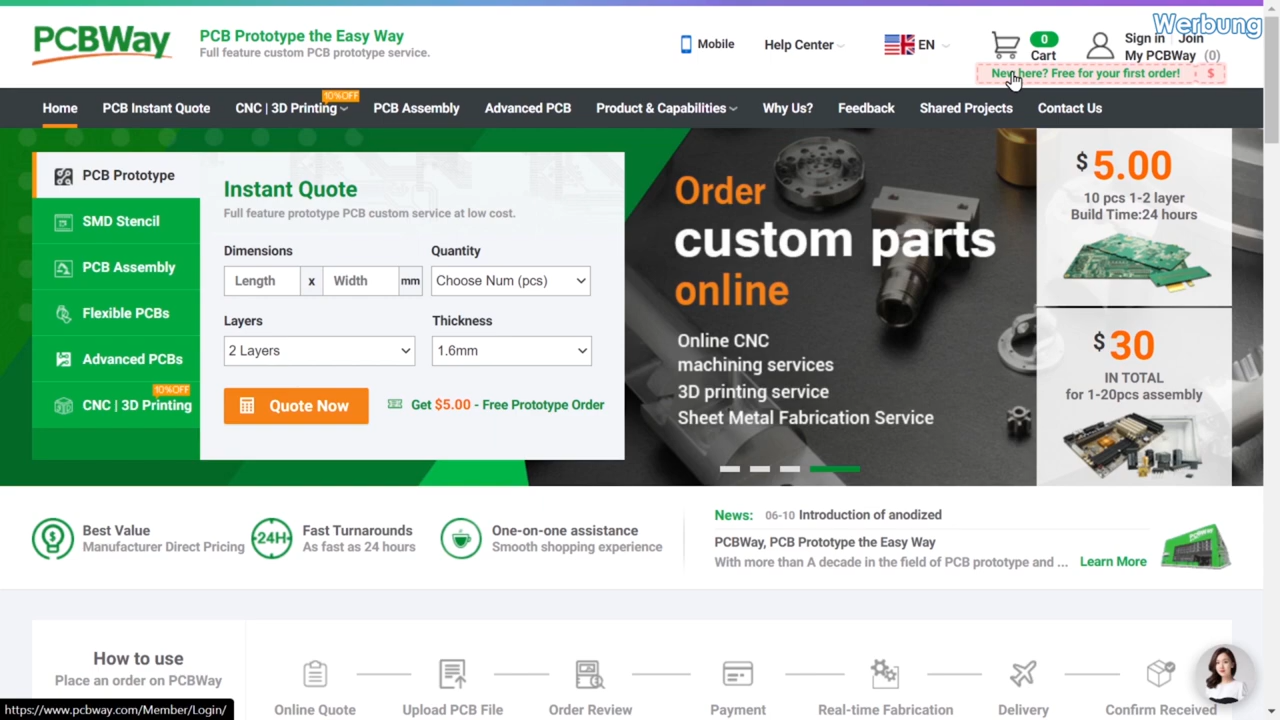 Werbung
PCBWay
PCB Prototype the Easy Way
Full feature custom PCB prototype service.
Mobile
Help Center
EN
0
Cart
Sign in
Join
My PCBWay (0)
New here? Free for your first order!
$
Home
PCB Instant Quote
CNC | 3D Printing
10%OFF
PCB Assembly
Advanced PCB
Product & Capabilities
Why Us?
Feedback
Shared Projects
Contact Us
PCB Prototype
SMD Stencil
PCB Assembly
Flexible PCBs
Advanced PCBs
10%OFF
CNC | 3D Printing
Instant Quote
Full feature prototype PCB custom service at low cost.
Dimensions
Quantity
Length x Width mm
Choose Num (pcs)
Layers
Thickness
2 Layers
1.6mm
Quote Now
Get $5.00 - Free Prototype Order
Order
custom parts
online
Online CNC
machining services
3D printing service
Sheet Metal Fabrication Service
$ 5.00
10 pcs 1-2 layer
Build Time:24 hours
$ 30
IN TOTAL
for 1-20pcs assembly
Best Value
Manufacturer Direct Pricing
24H
Fast Turnarounds
As fast as 24 hours
One-on-one assistance
Smooth shopping experience
News: 06-10 Introduction of anodized
PCBWay, PCB Prototype the Easy Way
With more than A decade in the field of PCB prototype and ...
Learn More
How to use
Place an order on PCBWay
Online Quote
Upload PCB File
Order Review
Payment
Real-time Fabrication
Delivery
Confirm Received
https://www.pcbway.com/Member/Login/